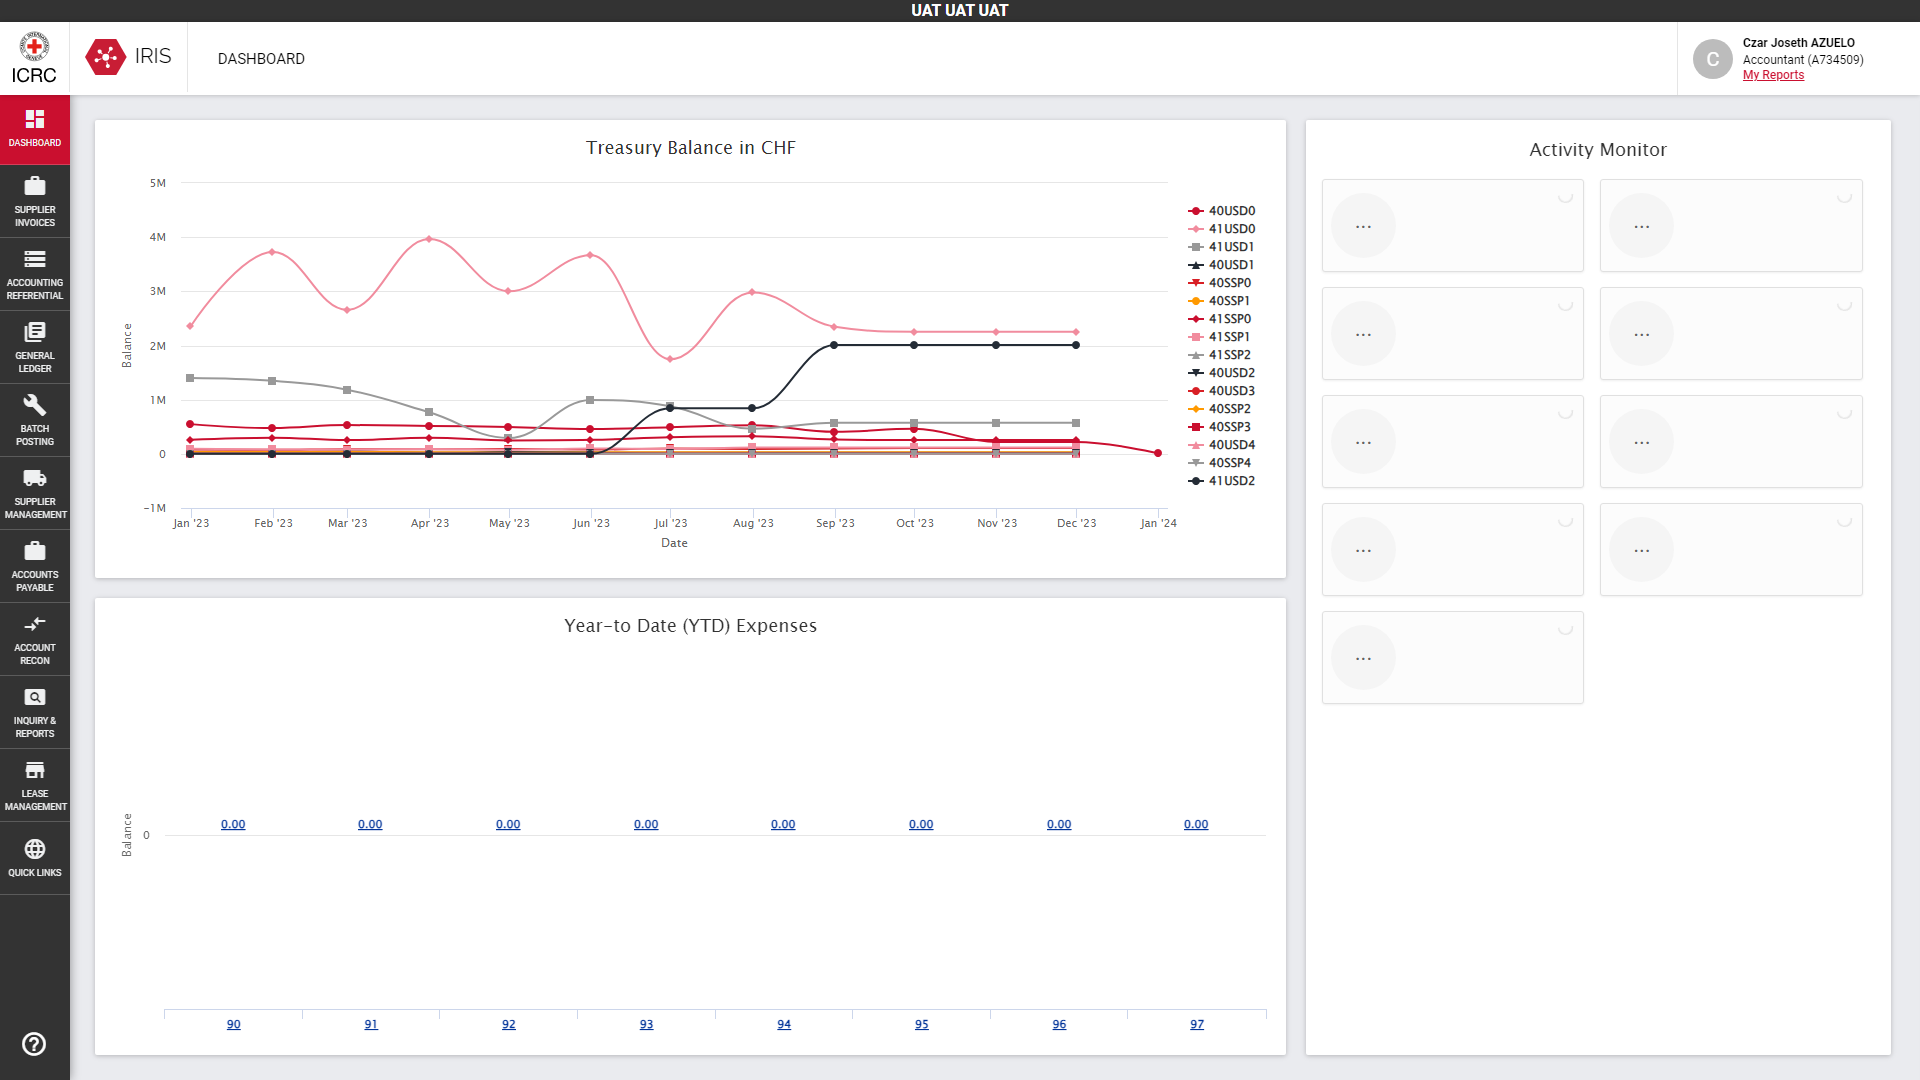 UAT UAT UAT
ICRC
IRIS
DASHBOARD
C
Czar Joseth AZUELO
Accountant (A734509)
My Reports
DASHBOARD
SUPPLIER
INVOICES
ACCOUNTING
REFERENTIAL
GENERAL
LEDGER
BATCH
POSTING
SUPPLIER
MANAGEMENT
ACCOUNTS
PAYABLE
ACCOUNT
RECON
INQUIRY &
REPORTS
LEASE
MANAGEMENT
QUICK LINKS
Treasury Balance in CHF
Balance
5M
4M
3M
2M
1M
0
-1M
Jan '23 Feb '23 Mar '23 Apr '23 May '23 Jun '23 Jul '23 Aug '23 Sep '23 Oct '23 Nov '23 Dec '23 Jan '24
Date
40USD0
41USD0
41USD1
40USD1
40SSP0
40SSP1
41SSP0
41SSP1
41SSP2
40USD2
40USD3
40SSP2
40SSP3
40USD4
40SSP4
41USD2
Year-to Date (YTD) Expenses
Balance
0
0.00 0.00 0.00 0.00 0.00 0.00 0.00 0.00
90 91 92 93 94 95 96 97
Activity Monitor
... ...
... ...
... ...
... ...
...